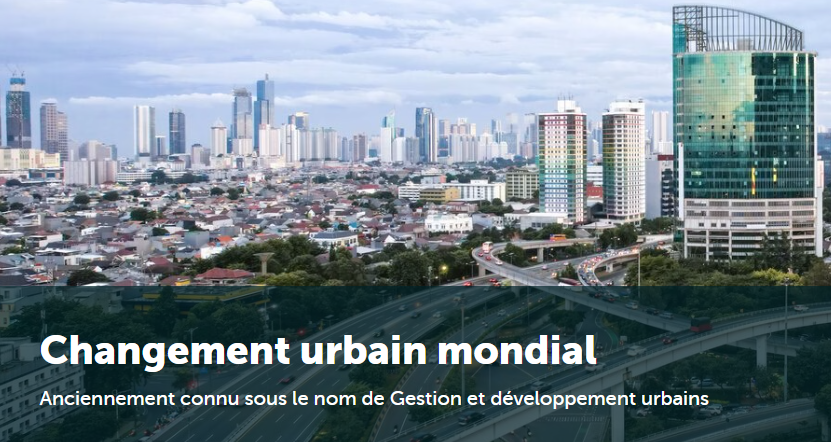 Changement urbain mondial
Anciennement connu sous le nom de Gestion et développement urbains